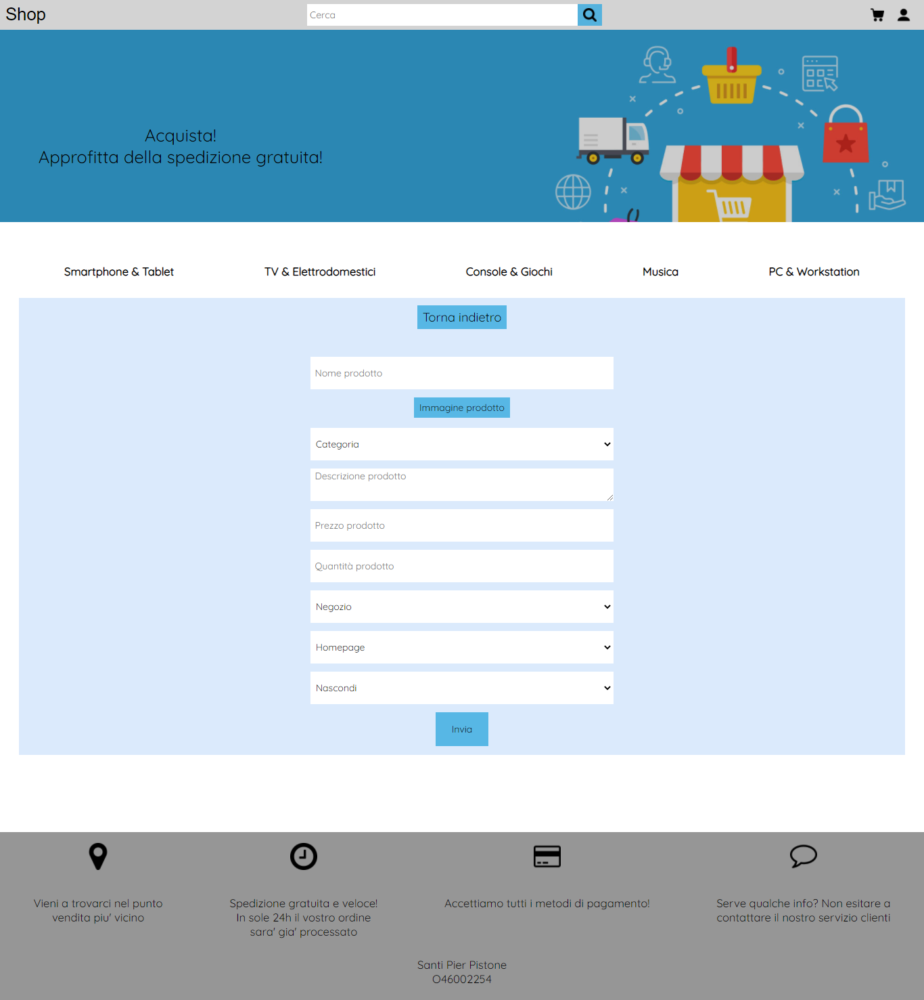 Shop
Cerca
Acquista!
Approfitta della spedizione gratuita!
Smartphone & Tablet
TV & Elettrodomestici
Console & Giochi
Musica
PC & Workstation
Torna indietro
Nome prodotto
Immagine prodotto
Categoria
Descrizione prodotto
Prezzo prodotto
Quantità prodotto
Negozio
Homepage
Nascondi
Invia
Vieni a trovarci nel punto
vendita piu' vicino
Spedizione gratuita e veloce!
In sole 24h il vostro ordine
sara' gia' processato
Accettiamo tutti i metodi di pagamento!
Serve qualche info? Non esitare a
contattare il nostro servizio clienti
Santi Pier Pistone
O46002254